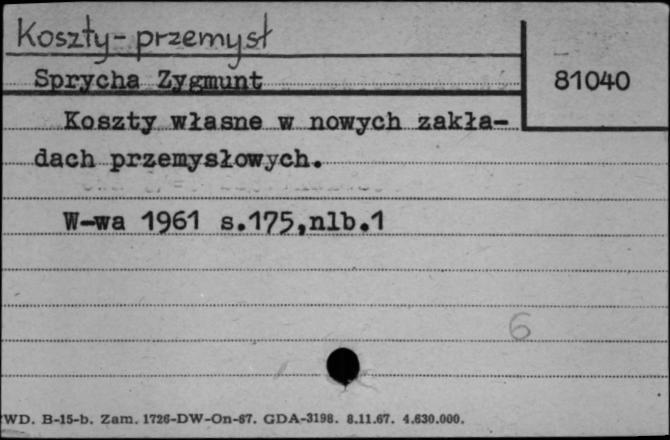 Koszty - przemysł
Sprycha Zygmunt
81040
Koszty własne w nowych zakła-
dach przemysłowych.
W-wa 1961 s.175,nlb.1
6
WD. B-15-b. Zam. 1726-DW-On-67. GDA-3198. 8.11.67. 4.630.000.